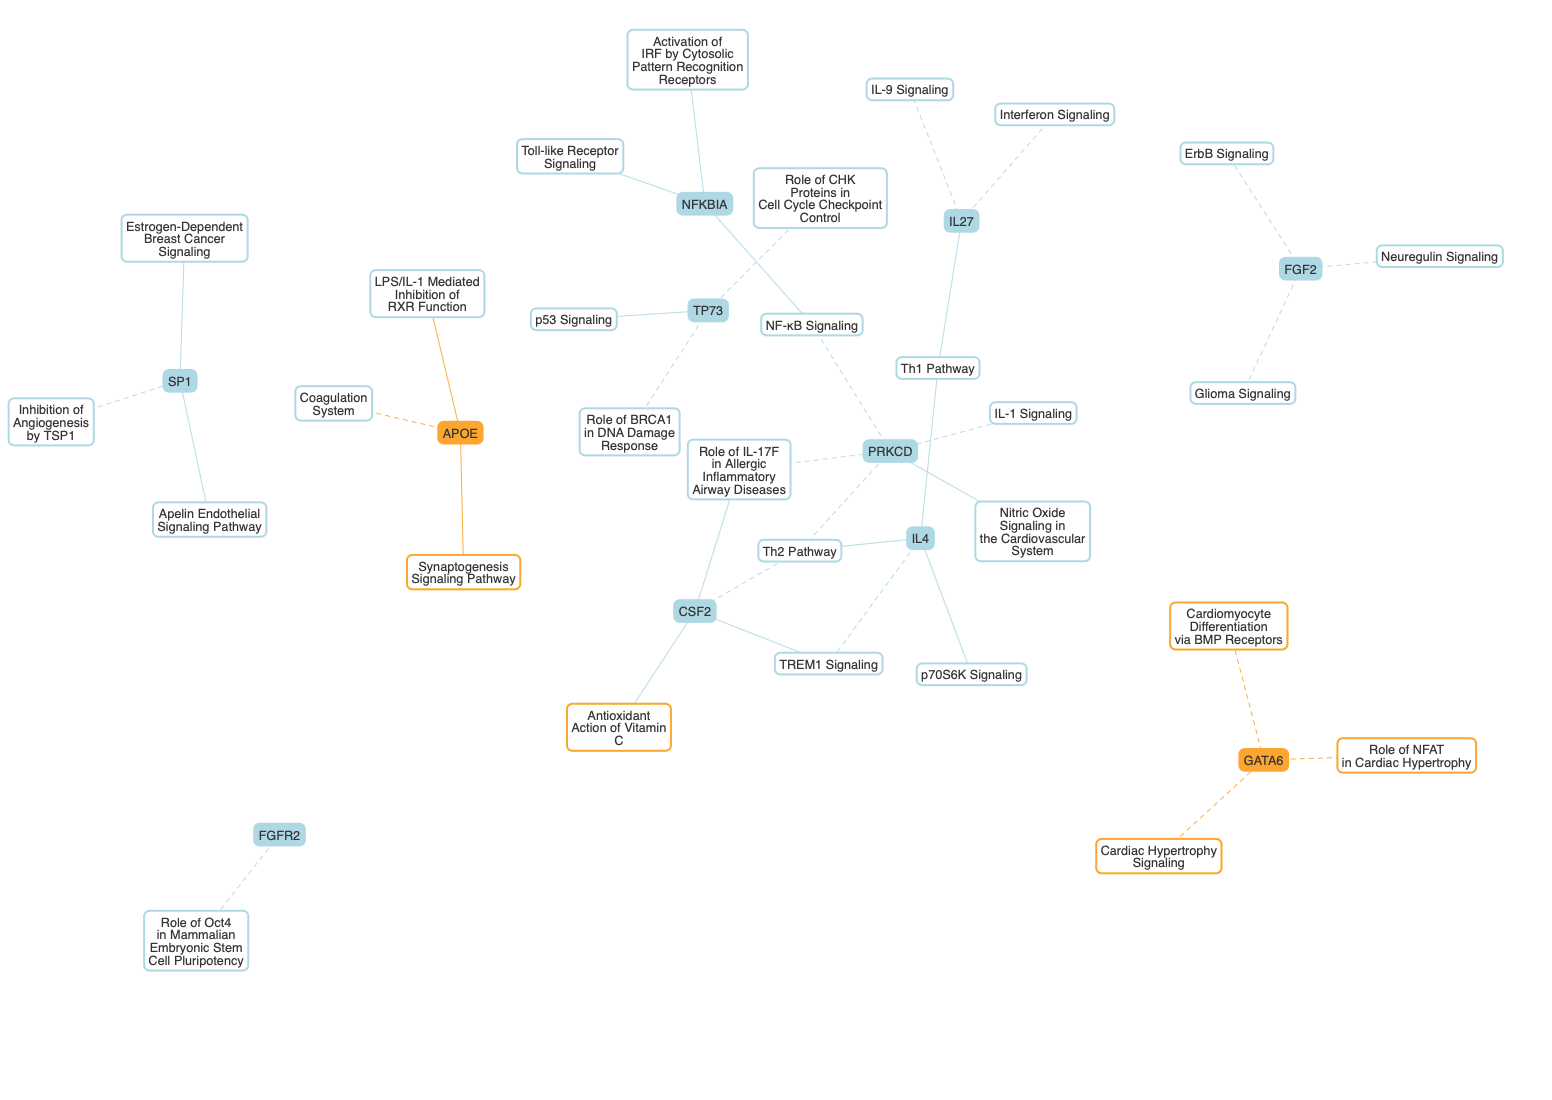 Activation of
IRF by Cytosolic
Pattern Recognition
Receptors
IL-9 Signaling
Interferon Signaling
Toll-like Receptor
Signaling
ErbB Signaling
Role of CHK
Proteins in
Cell Cycle Checkpoint
Control
NFKBIA
IL27
Estrogen-Dependent
Breast Cancer
Signaling
Neuregulin Signaling
FGF2
LPS/IL-1 Mediated
Inhibition of
RXR Function
TP73
p53 Signaling
NF-κB Signaling
Th1 Pathway
SP1
Glioma Signaling
Coagulation
System
IL-1 Signaling
Inhibition of
Angiogenesis
by TSP1
APOE
Role of BRCA1
in DNA Damage
Response
PRKCD
Role of IL-17F
in Allergic
Inflammatory
Airway Diseases
Apelin Endothelial
Signaling Pathway
Nitric Oxide
Signaling in
the Cardiovascular
System
IL4
Th2 Pathway
Synaptogenesis
Signaling Pathway
CSF2
Cardiomyocyte
Differentiation
via BMP Receptors
TREM1 Signaling
p70S6K Signaling
Antioxidant
Action of Vitamin
C
Role of NFAT
in Cardiac Hypertrophy
GATA6
FGFR2
Cardiac Hypertrophy
Signaling
Role of Oct4
in Mammalian
Embryonic Stem
Cell Pluripotency